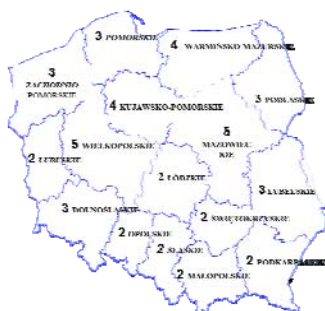 3 POMORSKIE
4 WARMIŃSKO MAZURSKIE
3
ZACHODNIO
POMORSKIE
4 KUJAWSKO-POMORSKIE
3 PODLASKIE
5 WIELKOPOLSKIE
MAZOWIEC
KIE
2 LUBUSKIE
2 ŁÓDZKIE
3 LUBELSKIE
3 DOLNOŚLĄSKIE
2 ŚWIĘTOKRZYSKIE
2 OPOLSKIE
2 ŚLĄSKIE
2 PODKARPACKIE
2 MAŁOPOLSKIE